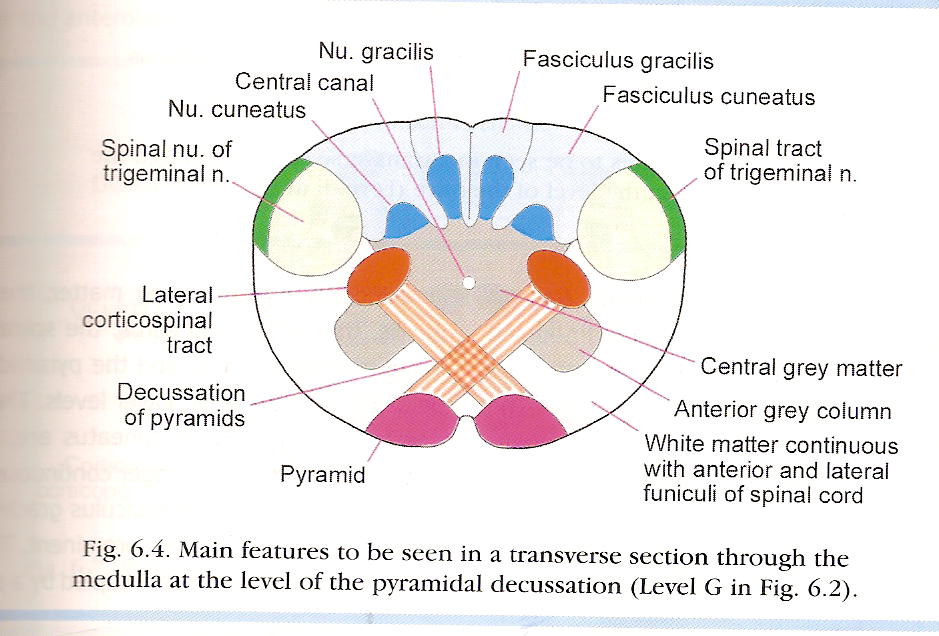 Nu. gracilis
Central canal
Nu. cuneatus
Spinal nu. of
trigeminal n.
Fasciculus gracilis
Fasciculus cuneatus
Spinal tract
of trigeminal n.
Lateral
corticospinal
tract
Decussation
of pyramids
Pyramid
Central grey matter
Anterior grey column
White matter continuous
with anterior and lateral
funiculi of spinal cord
Fig. 6.4. Main features to be seen in a transverse section through the
medulla at the level of the pyramidal decussation (Level G in Fig. 6.2).